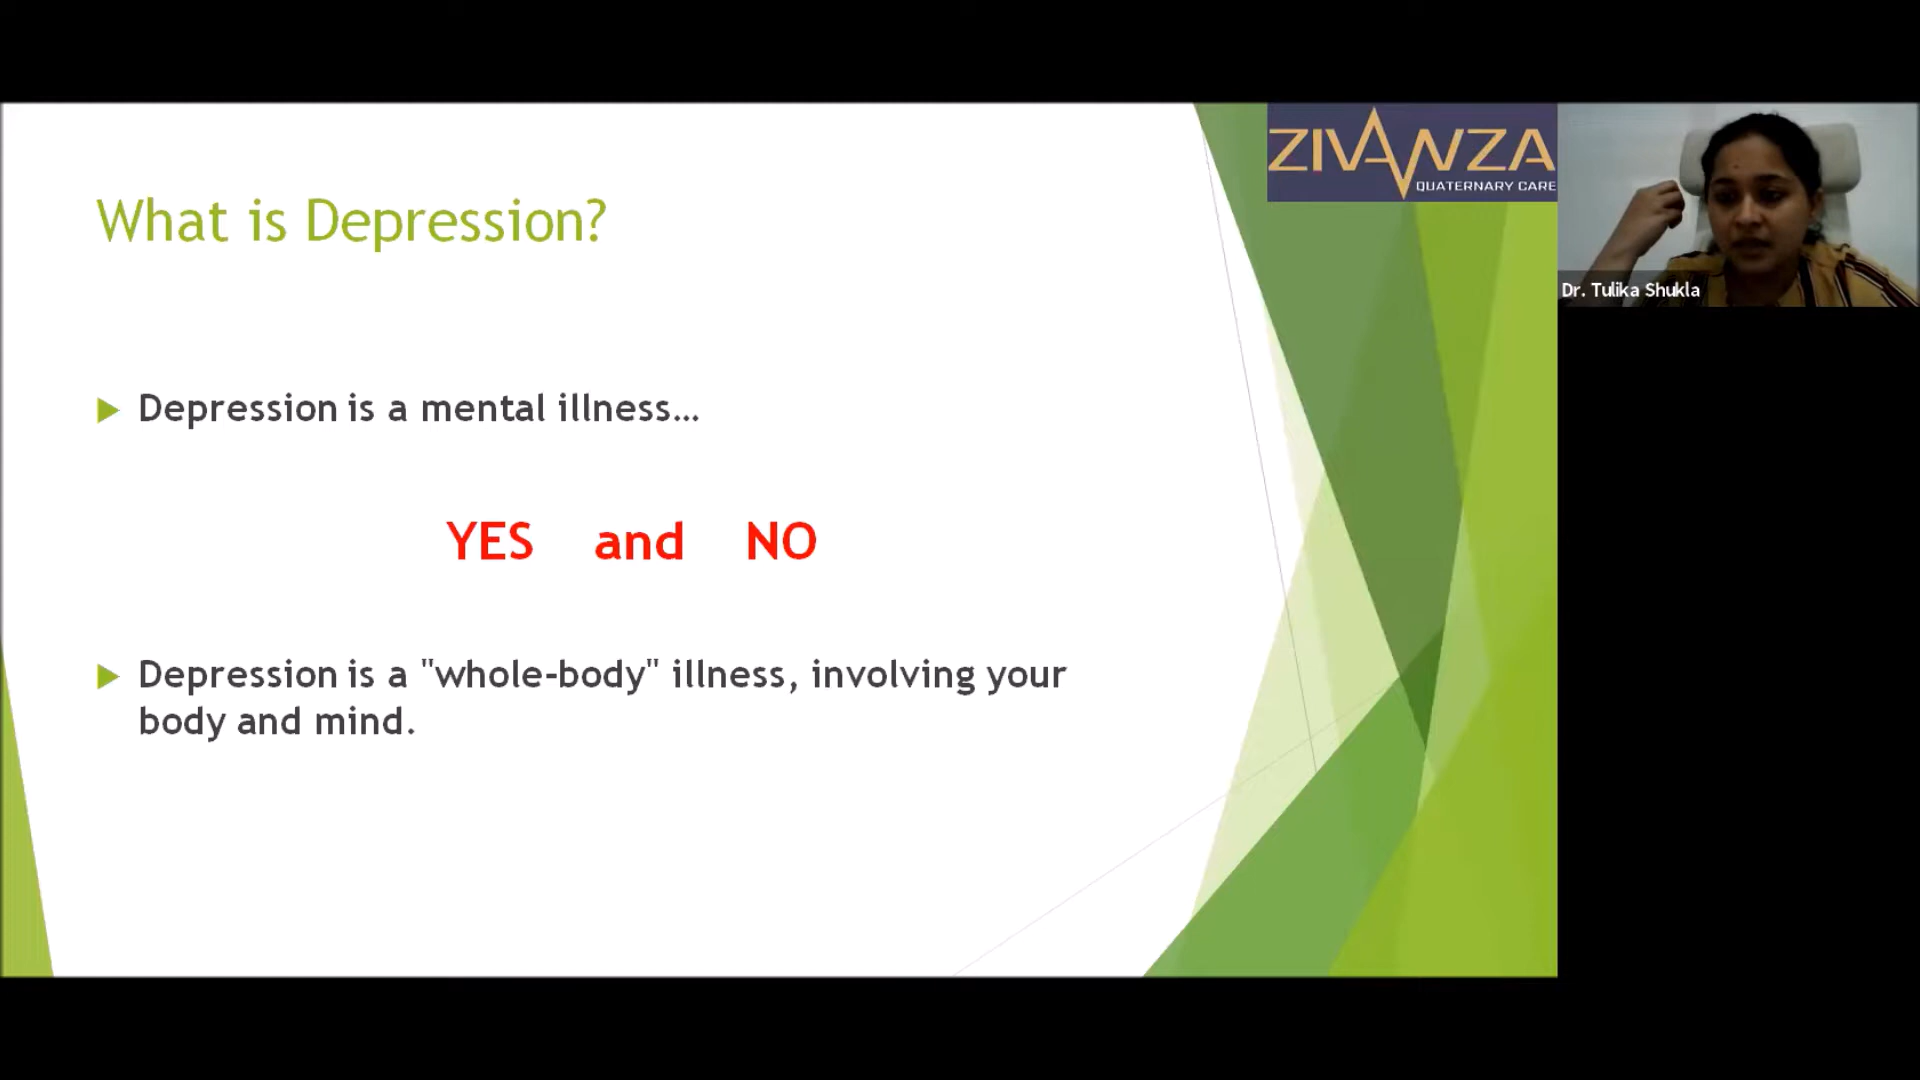 What is Depression?
Depression is a mental illness...
YES and NO
Depression is a "whole-body" illness, involving your
body and mind.
ZIVANZA
QUATERNARY CARE
Dr. Tulika Shukla